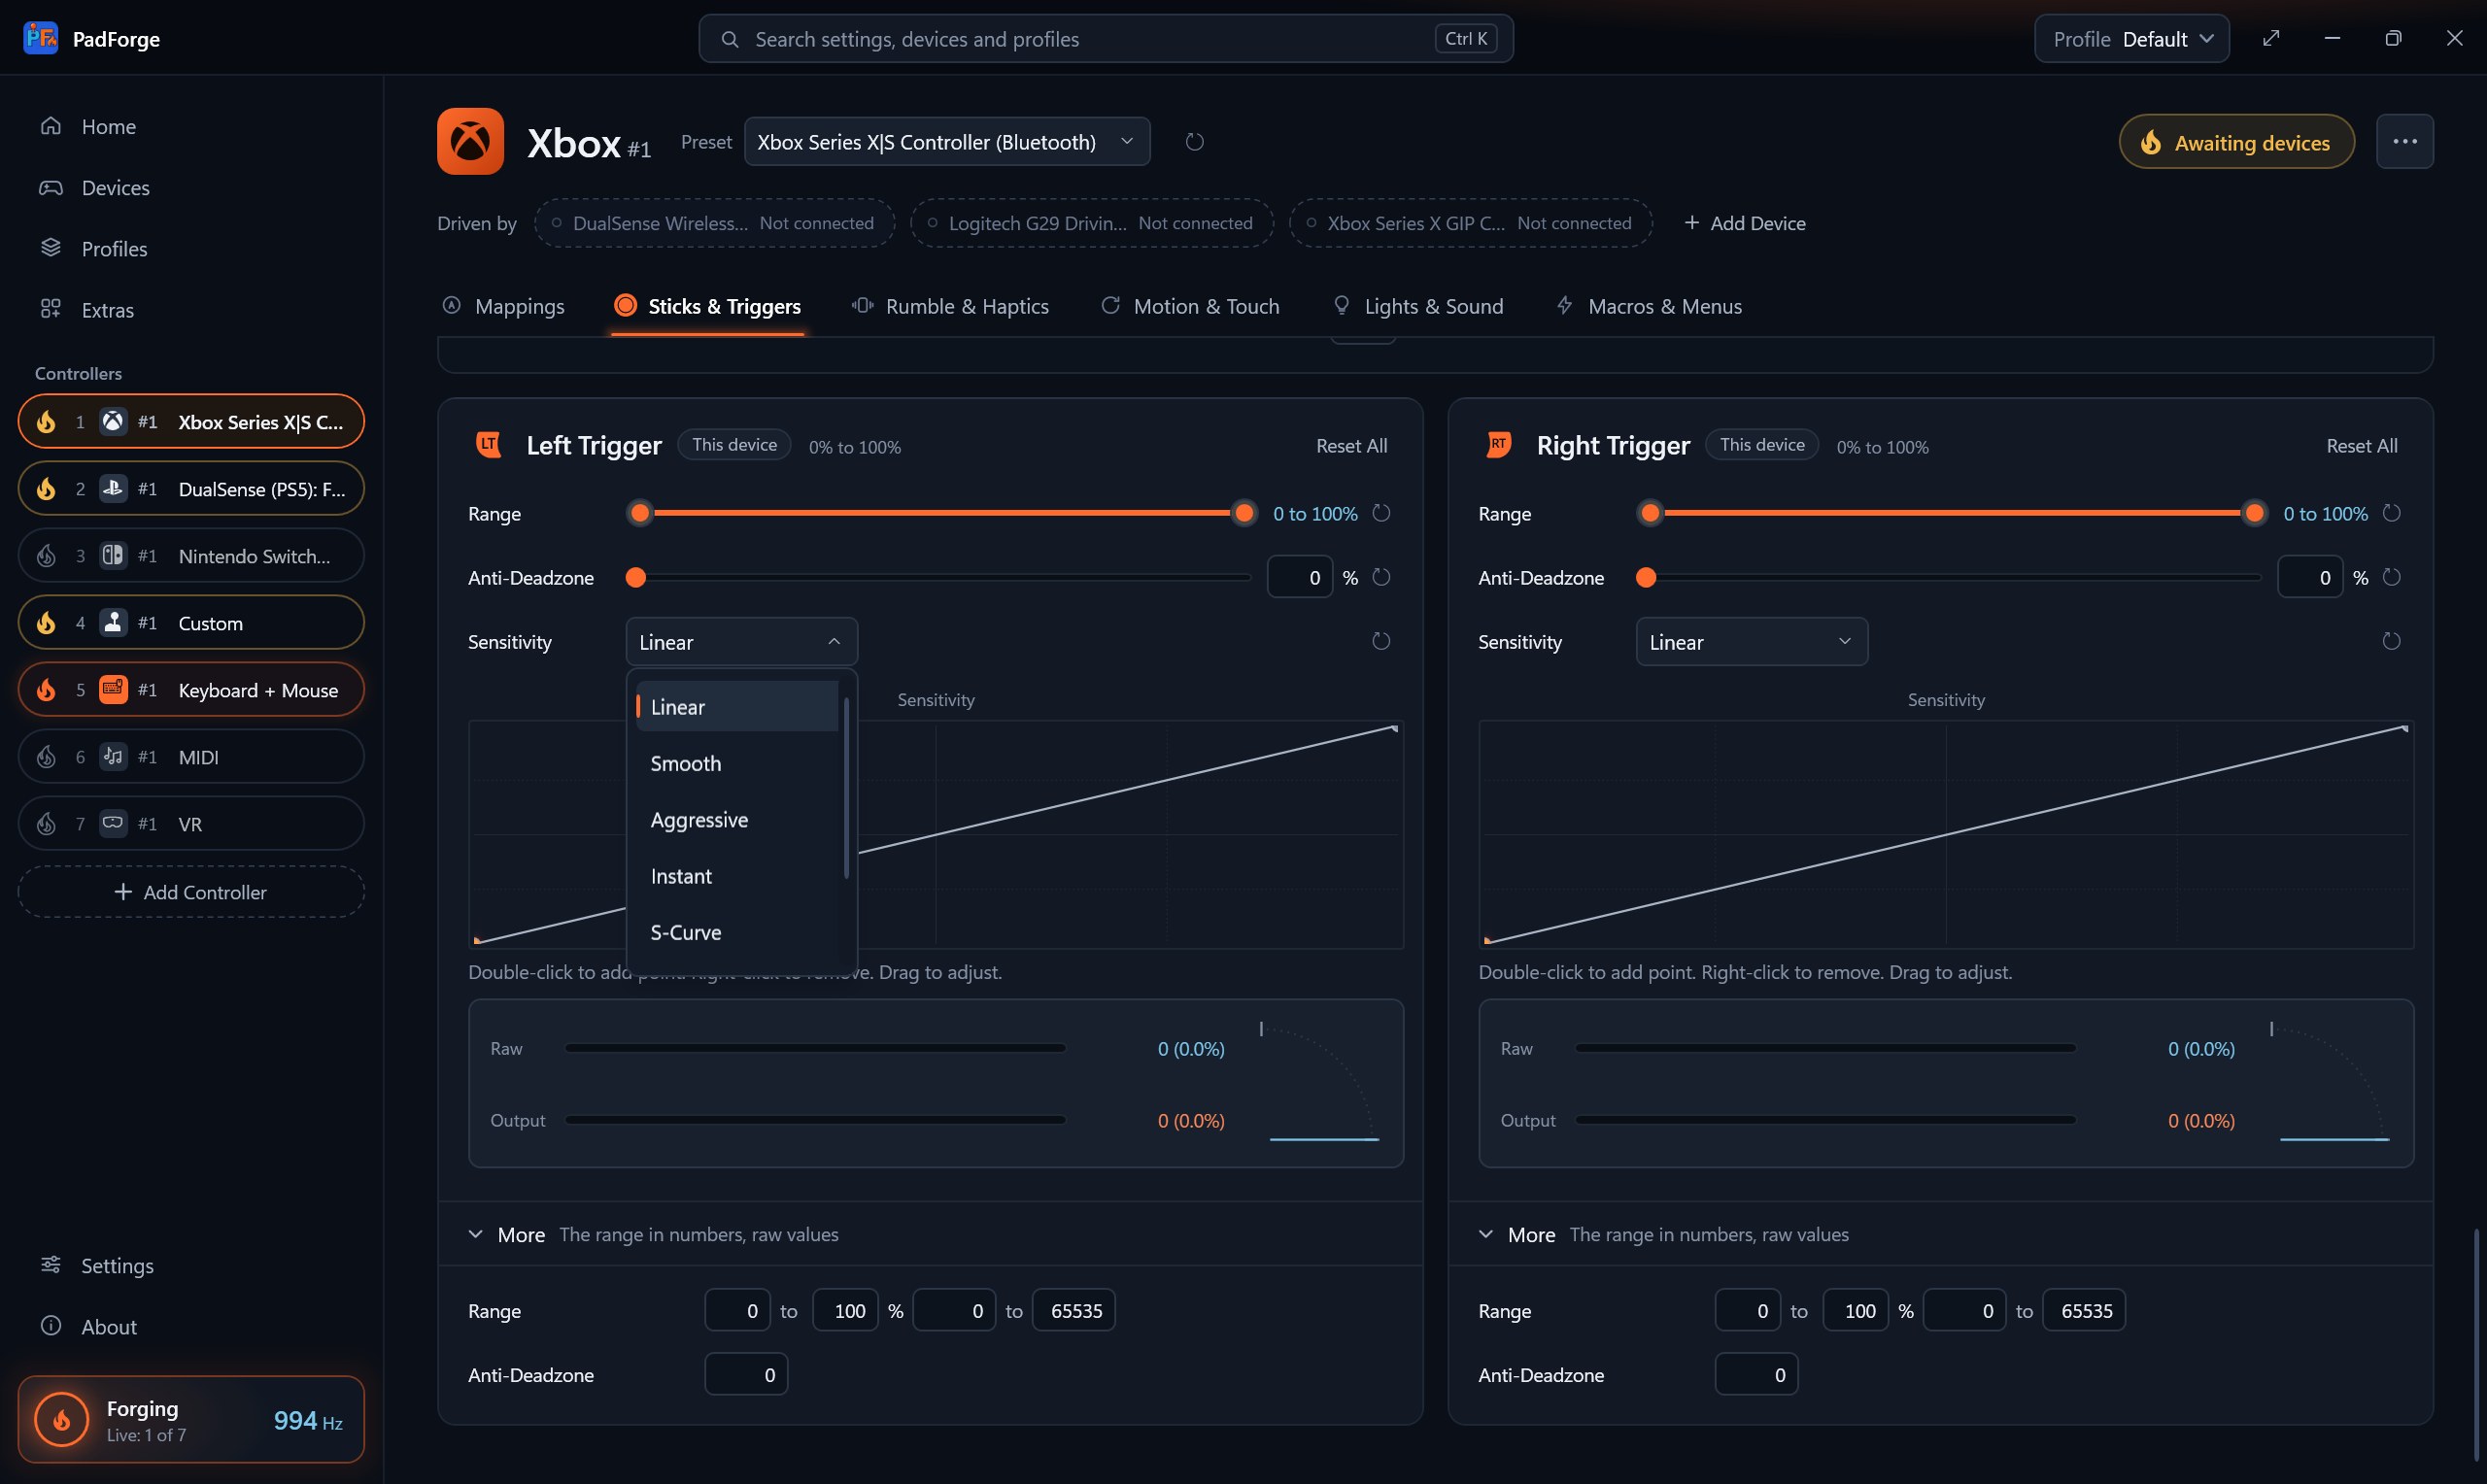 PadForge
Search settings, devices and profiles
Ctrl K
Profile Default
Home
Devices
Profiles
Extras
Controllers
1 #1 Xbox Series X|S C...
2 #1 DualSense (PS5): F...
3 #1 Nintendo Switch...
4 #1 Custom
5 #1 Keyboard + Mouse
6 #1 MIDI
7 #1 VR
+ Add Controller
Settings
About
Forging
Live: 1 of 7
994 Hz
Xbox #1
Preset
Xbox Series X|S Controller (Bluetooth)
Awaiting devices
Driven by
DualSense Wireless... Not connected
Logitech G29 Drivin... Not connected
Xbox Series X GIP C... Not connected
+ Add Device
Mappings
Sticks & Triggers
Rumble & Haptics
Motion & Touch
Lights & Sound
Macros & Menus
LT Left Trigger
This device
0% to 100%
Reset All
Range
0 to 100%
Anti-Deadzone
0 %
Sensitivity
Linear
Linear
Smooth
Aggressive
Instant
S-Curve
Sensitivity
Double-click to add point. Right-click to remove. Drag to adjust.
Raw
0 (0.0%)
Output
0 (0.0%)
More The range in numbers, raw values
Range
0 to 100 % 0 to 65535
Anti-Deadzone
0
RT Right Trigger
This device
0% to 100%
Reset All
Range
0 to 100%
Anti-Deadzone
0 %
Sensitivity
Linear
Sensitivity
Double-click to add point. Right-click to remove. Drag to adjust.
Raw
0 (0.0%)
Output
0 (0.0%)
More The range in numbers, raw values
Range
0 to 100 % 0 to 65535
Anti-Deadzone
0